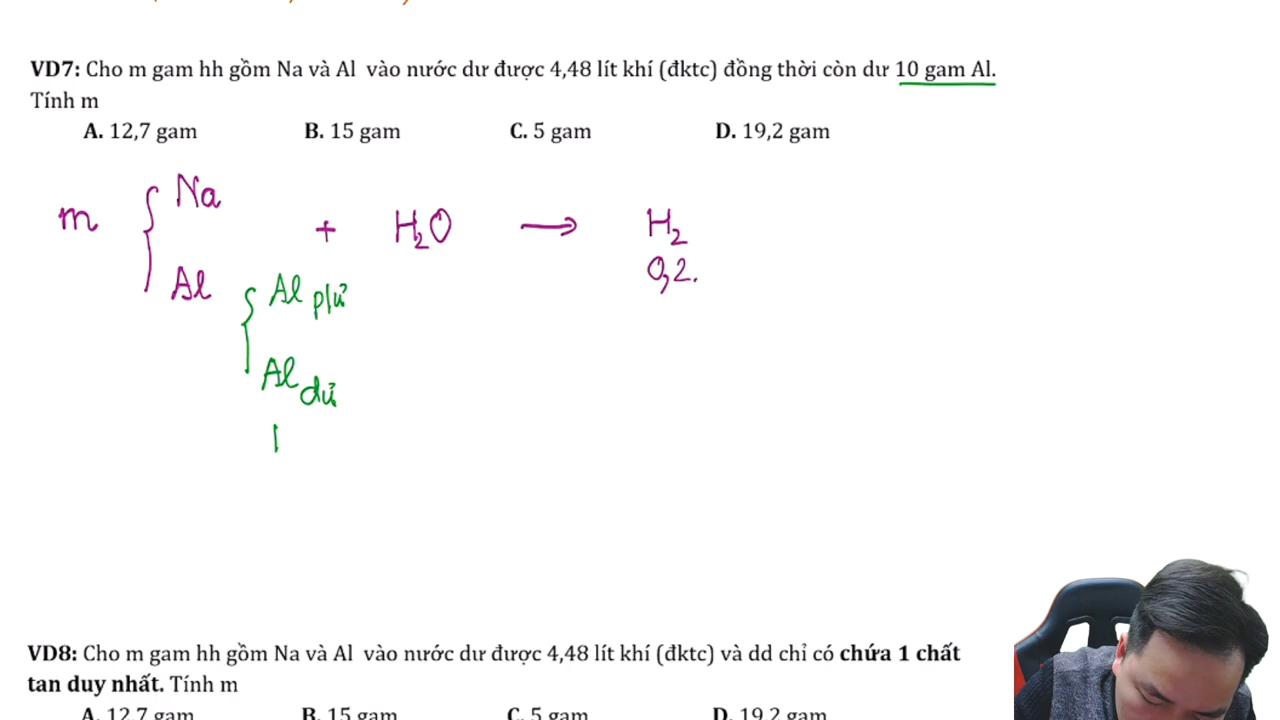 VD7: Cho m gam hh gồm Na và Al vào nước dư được 4,48 lít khí (đktc) đồng thời còn dư 10 gam Al.
Tính m
A. 12,7 gam B. 15 gam C. 5 gam D. 19,2 gam
m { Na
Al + H₂O → H₂
0,2.
{ Al pứ
Al dư
VD8: Cho m gam hh gồm Na và Al vào nước dư được 4,48 lít khí (đktc) và dd chỉ có chứa 1 chất
tan duy nhất. Tính m
A. 12,7 gam B. 15 gam C. 5 gam D. 19,2 gam